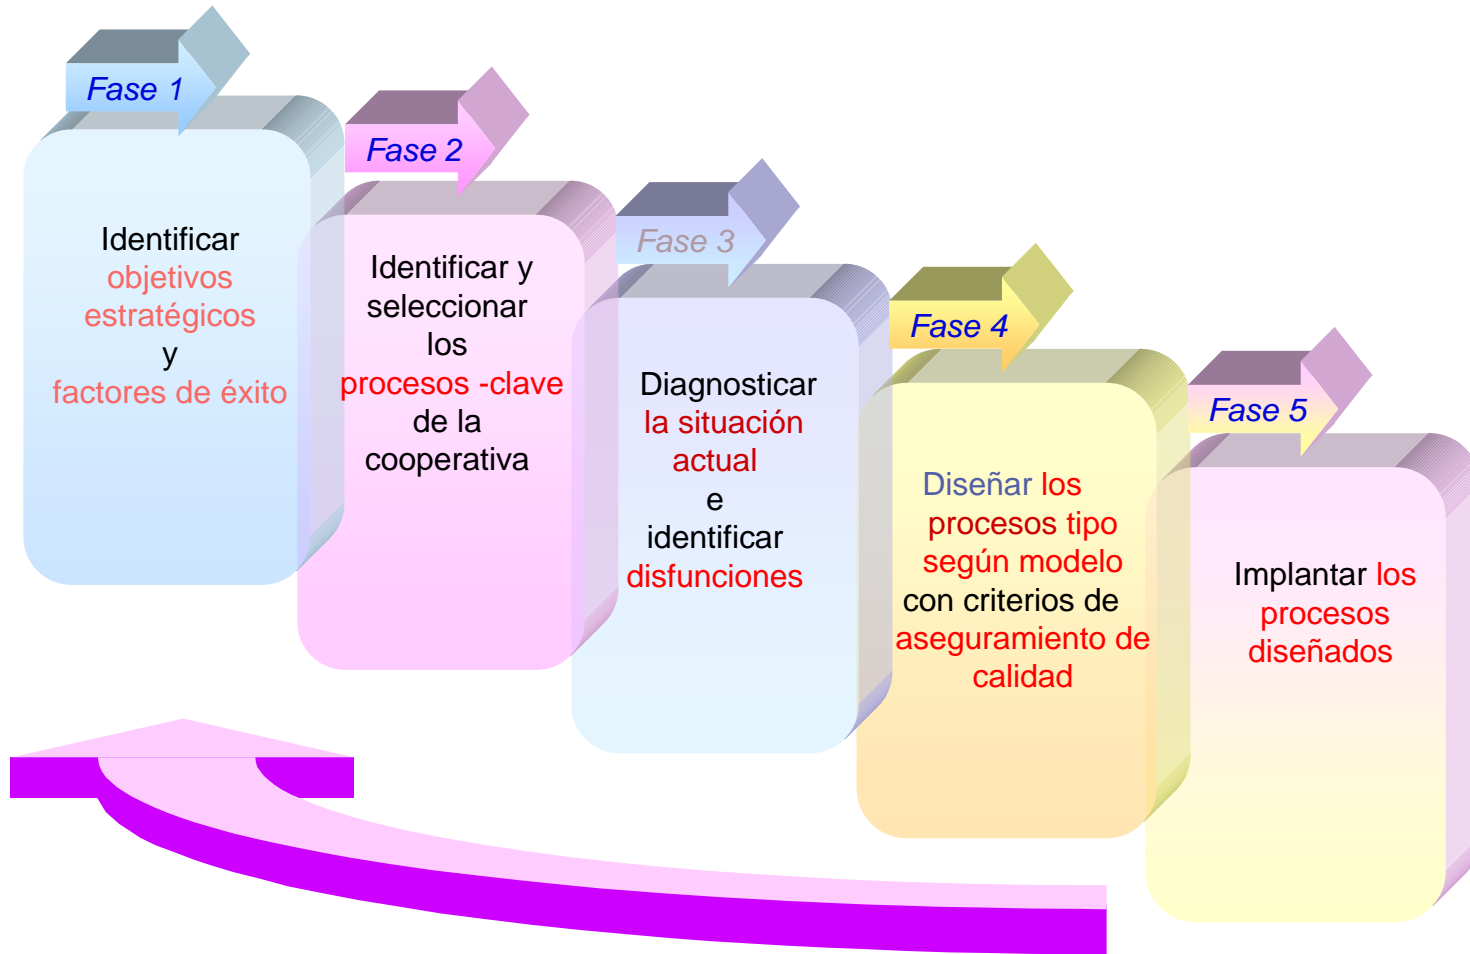 Fase 1
Identificar
objetivos
estratégicos
y
factores de éxito
Fase 2
Identificar y
seleccionar
los
procesos -clave
de la
cooperativa
Fase 3
Diagnosticar
la situación
actual
e
identificar
disfunciones
Fase 4
Diseñar los
procesos tipo
según modelo
con criterios de
aseguramiento de
calidad
Fase 5
Implantar los
procesos
diseñados